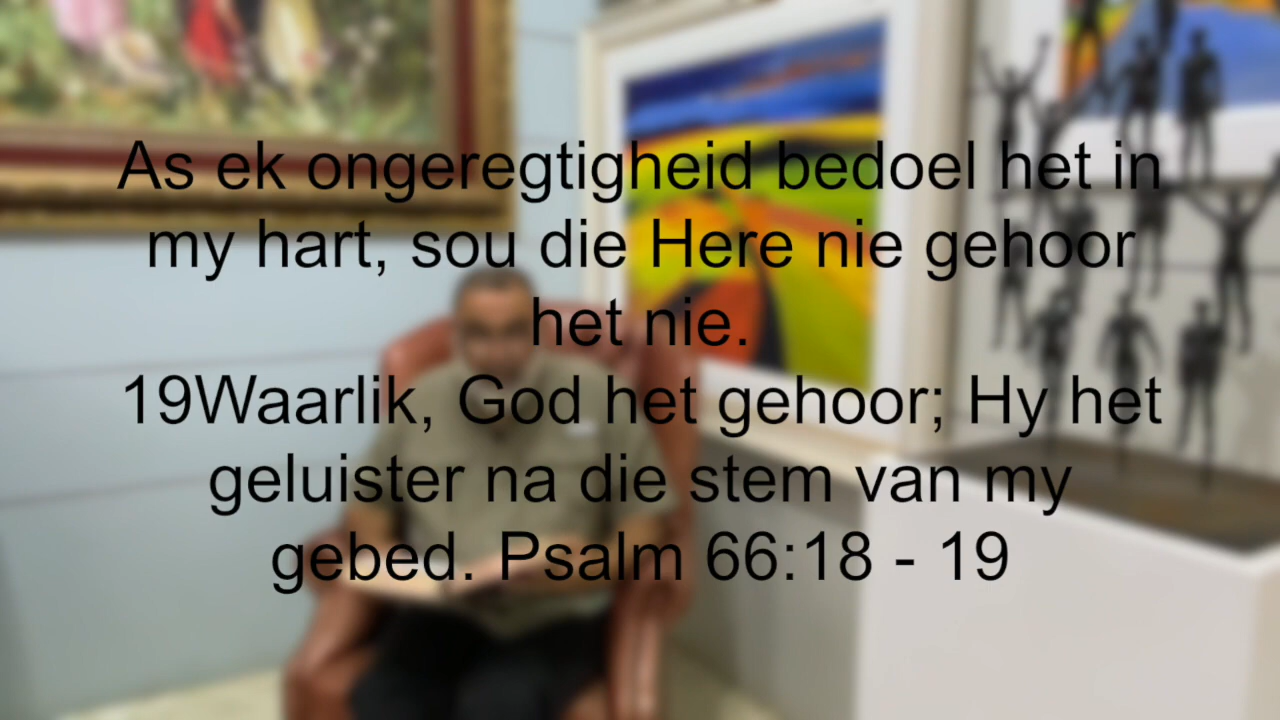 As ek ongeregtigheid bedoel het in
my hart, sou die Here nie gehoor
het nie.
19Waarlik, God het gehoor; Hy het
geluister na die stem van my
gebed. Psalm 66:18 - 19